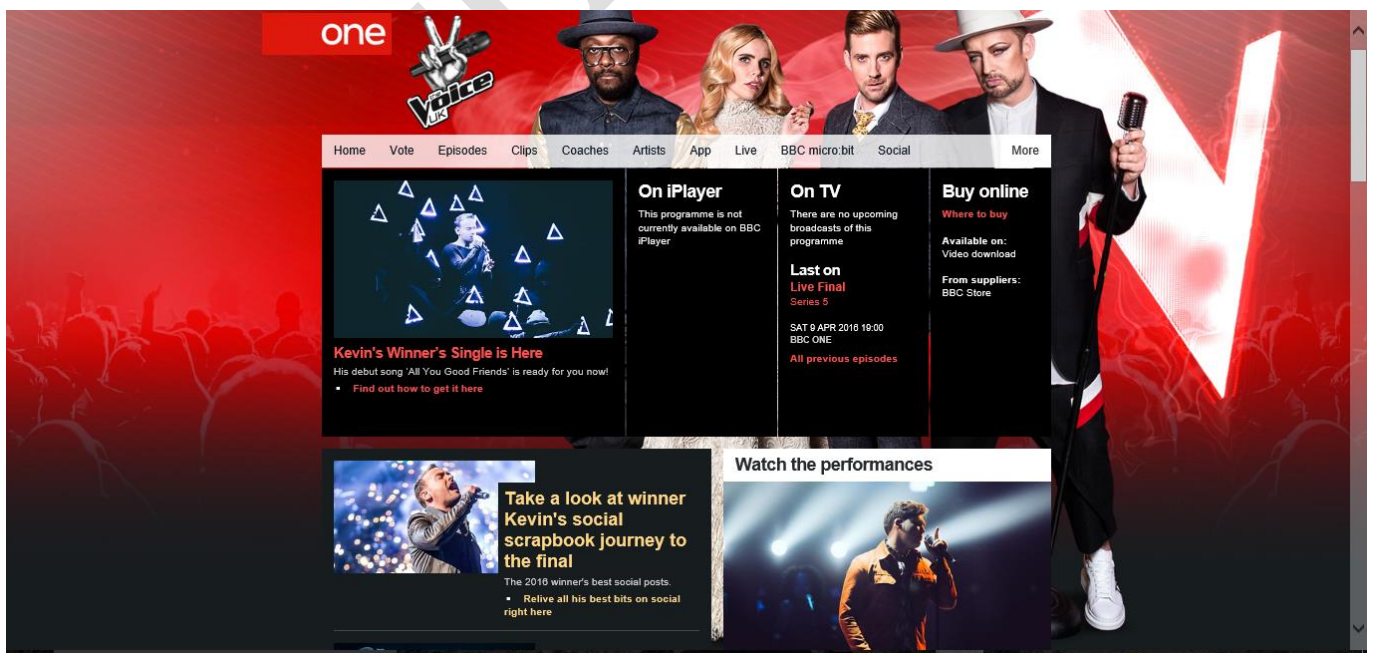 one
the Voice UK
Home Vote Episodes Clips Coaches Artists App Live BBC micro:bit Social More
Kevin's Winner's Single is Here
His debut song 'All You Good Friends' is ready for you now!
Find out how to get it here
On iPlayer
This programme is not
currently available on BBC
iPlayer
On TV
There are no upcoming
broadcasts of this
programme
Last on
Live Final
Series 5
SAT 9 APR 2016 19:00
BBC ONE
All previous episodes
Buy online
Where to buy
Available on:
Video download
From suppliers:
BBC Store
Take a look at winner
Kevin's social
scrapbook journey to
the final
The 2016 winner's best social posts.
Relive all his best bits on social
right here
Watch the performances